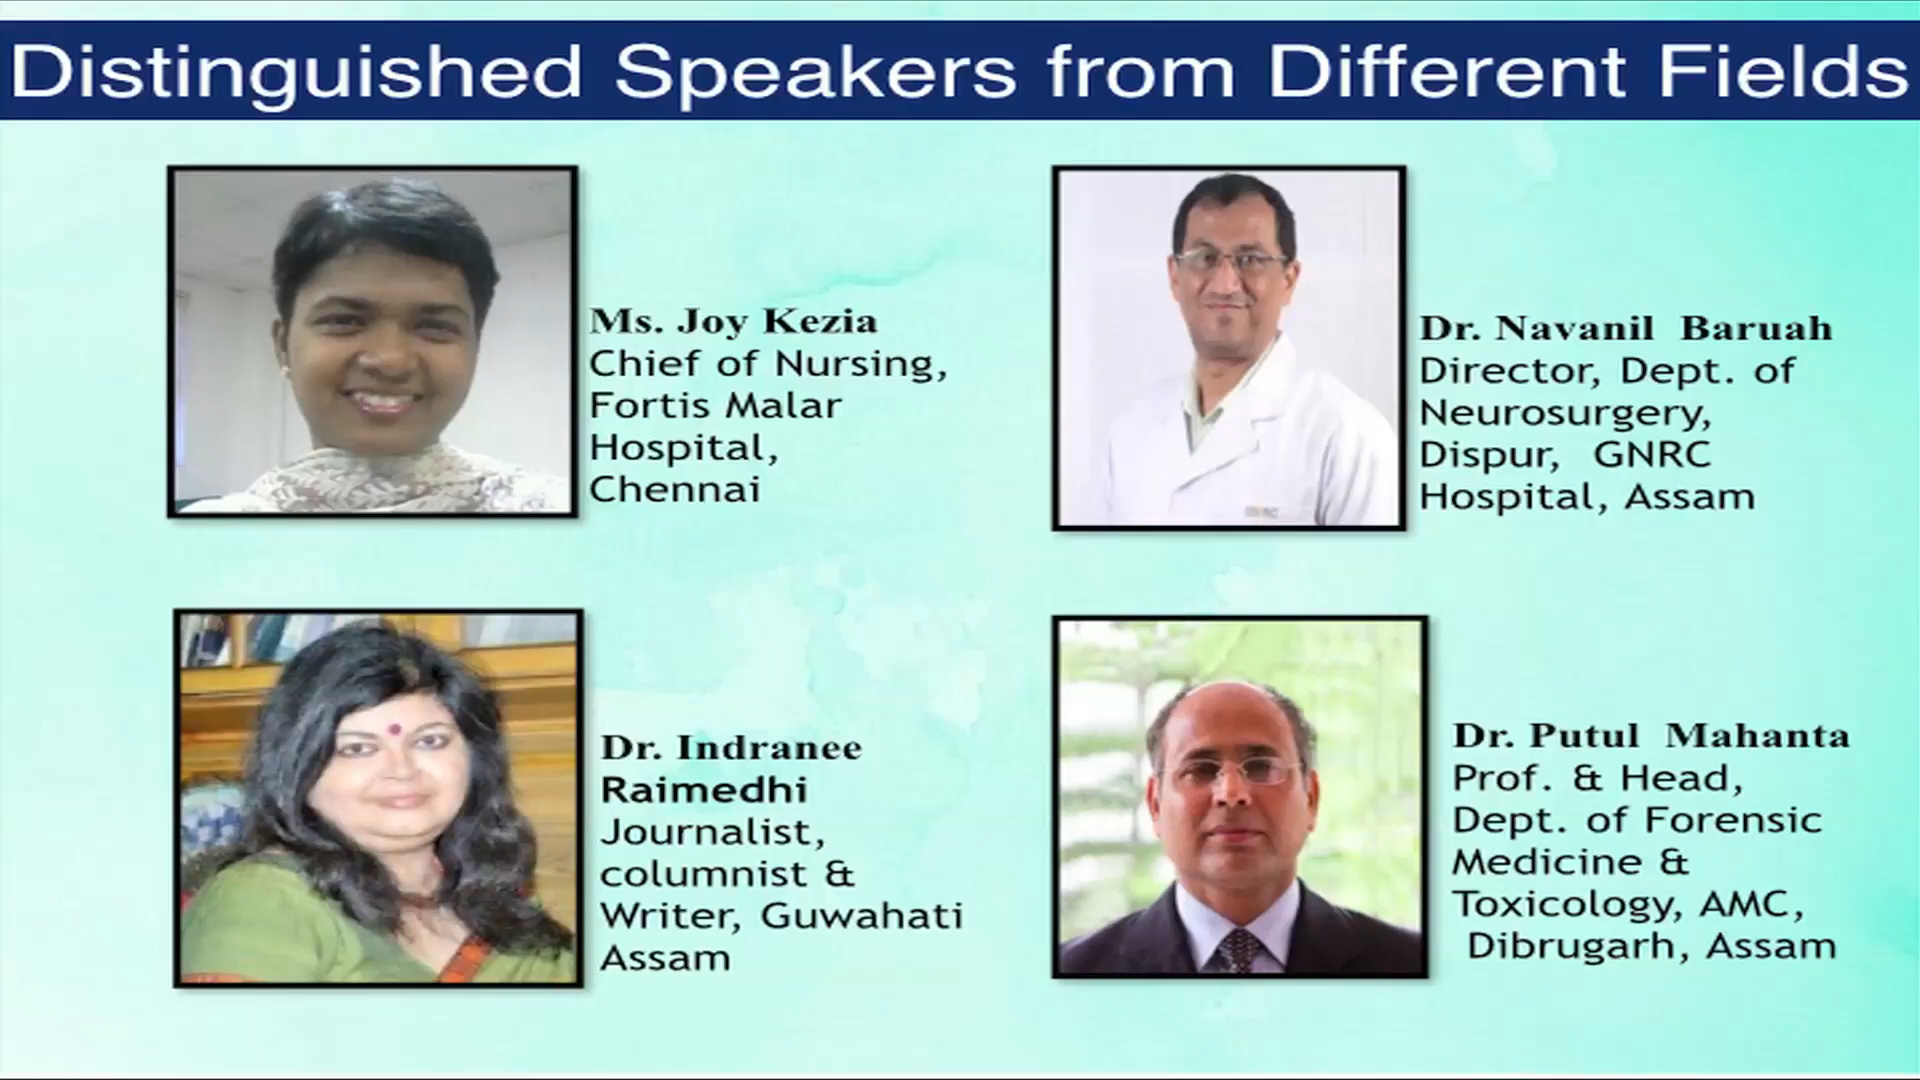 Distinguished Speakers from Different Fields
Ms. Joy Kezia
Chief of Nursing,
Fortis Malar
Hospital,
Chennai
Dr. Navanil Baruah
Director, Dept. of
Neurosurgery,
Dispur, GNRC
Hospital, Assam
Dr. Indranee
Raimedhi
Journalist,
columnist &
Writer, Guwahati
Assam
Dr. Putul Mahanta
Prof. & Head,
Dept. of Forensic
Medicine &
Toxicology, AMC,
Dibrugarh, Assam